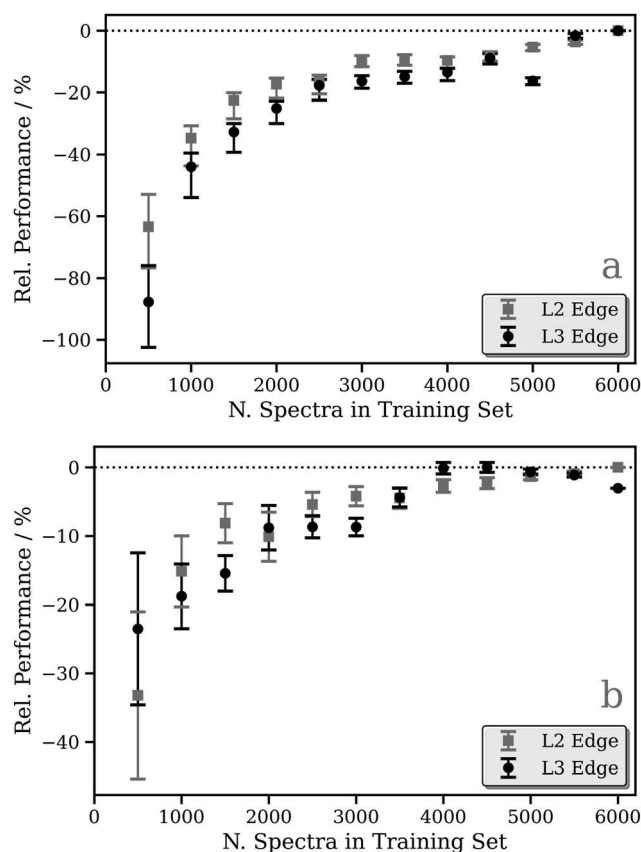 Rel. Performance / %
0
−20
−40
−60
−80
−100
a
L2 Edge
L3 Edge
0 1000 2000 3000 4000 5000 6000
N. Spectra in Training Set
Rel. Performance / %
0
−10
−20
−30
−40
b
L2 Edge
L3 Edge
0 1000 2000 3000 4000 5000 6000
N. Spectra in Training Set